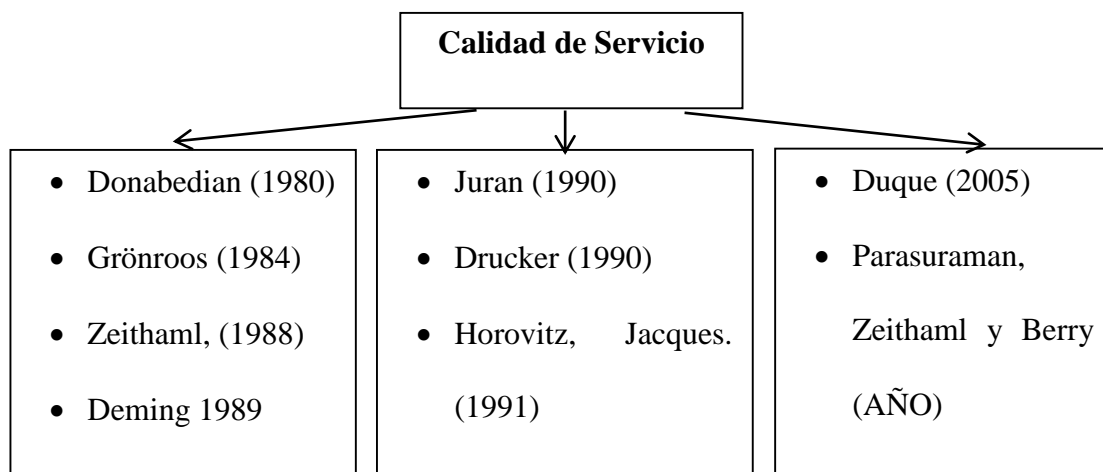 Calidad de Servicio
• Donabedian (1980)
• Grönroos (1984)
• Zeithaml, (1988)
• Deming 1989
• Juran (1990)
• Drucker (1990)
• Horovitz, Jacques.
(1991)
• Duque (2005)
• Parasuraman,
Zeithaml y Berry
(AÑO)